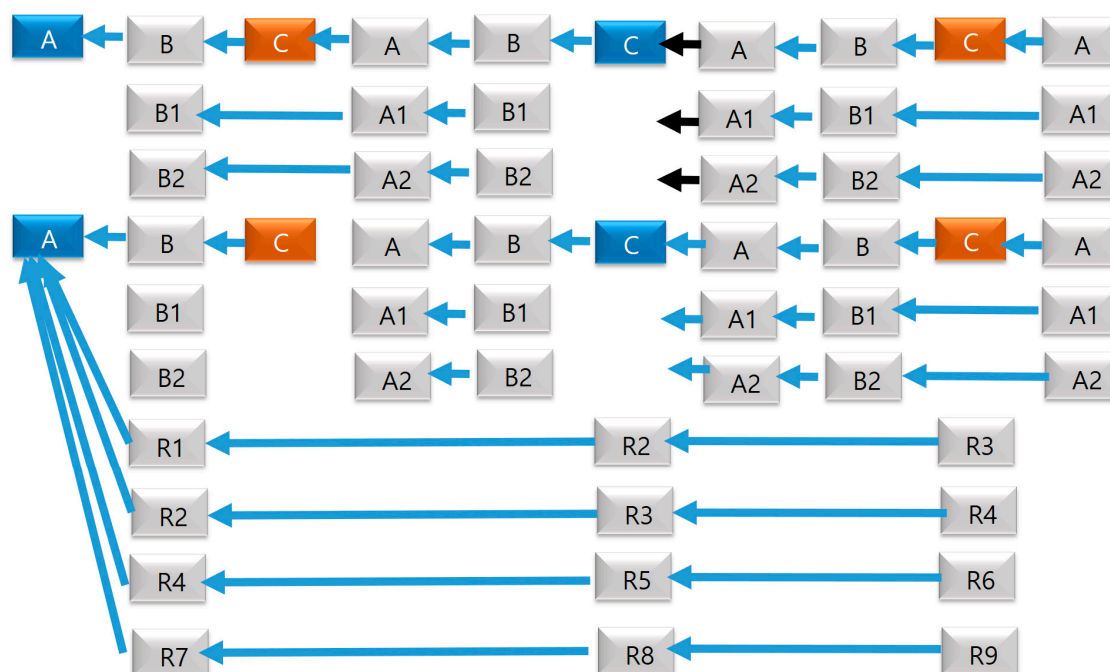 A B C A B C A B C A
B1 A1 B1 A1 B1 A1
B2 A2 B2 A2 B2 A2
A B C A B C A B C A
B1 A1 B1 A1 B1 A1
B2 A2 B2 A2 B2 A2
R1 R2 R3
R2 R3 R4
R4 R5 R6
R7 R8 R9